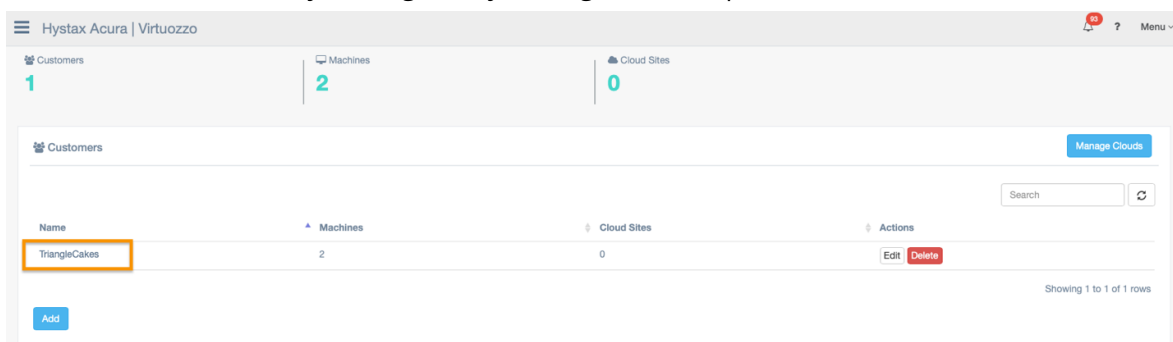 Hystax Acura | Virtuozzo
93
? Menu
Customers Machines Cloud Sites
1 2 0
Customers Manage Clouds
Search
Name Machines Cloud Sites Actions
TriangleCakes 2 0 Edit Delete
Showing 1 to 1 of 1 rows
Add